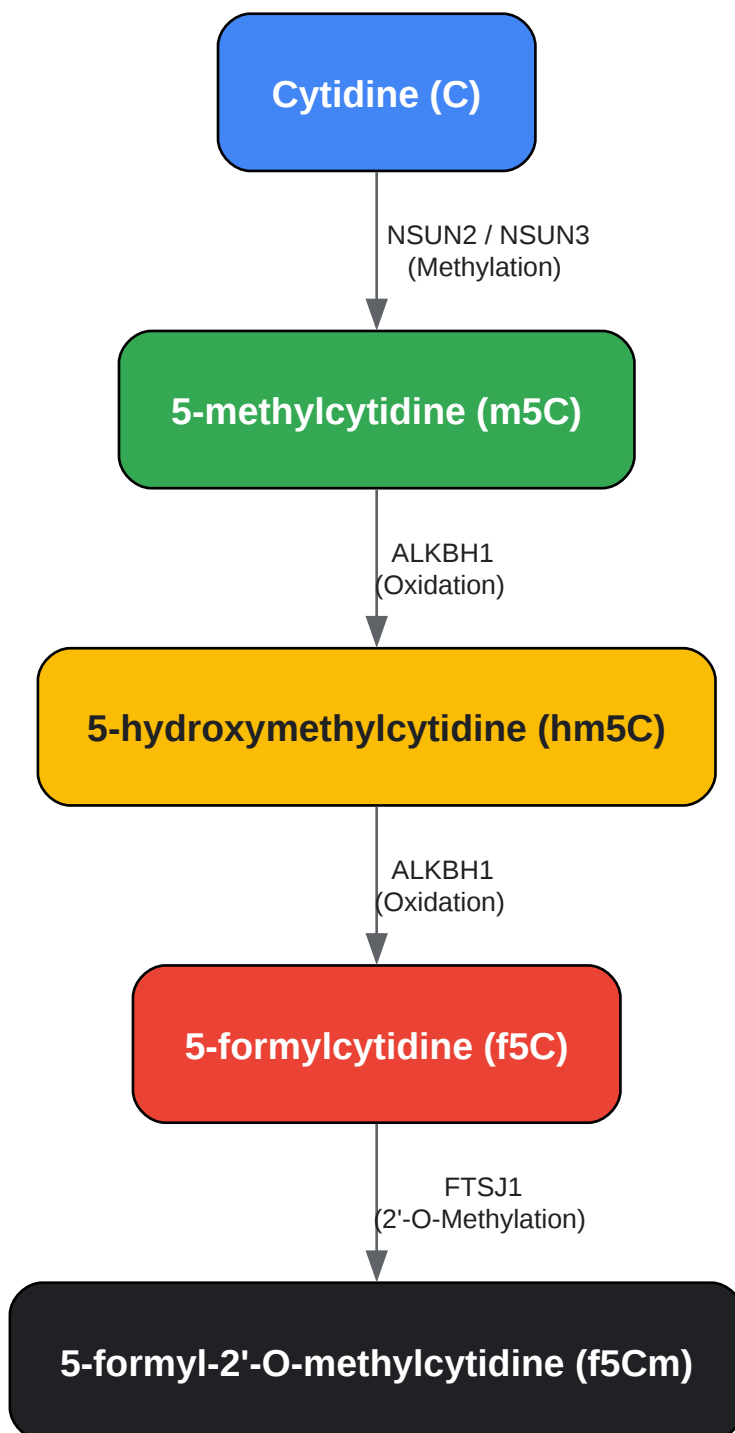 Cytidine (C)
NSUN2 / NSUN3
(Methylation)
5-methylcytidine (m5C)
ALKBH1
(Oxidation)
5-hydroxymethylcytidine (hm5C)
ALKBH1
(Oxidation)
5-formylcytidine (f5C)
FTSJ1
(2'-O-Methylation)
5-formyl-2'-O-methylcytidine (f5Cm)